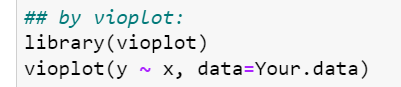 ## by vioplot:
library(vioplot)
vioplot(y ~ x, data=Your.data)